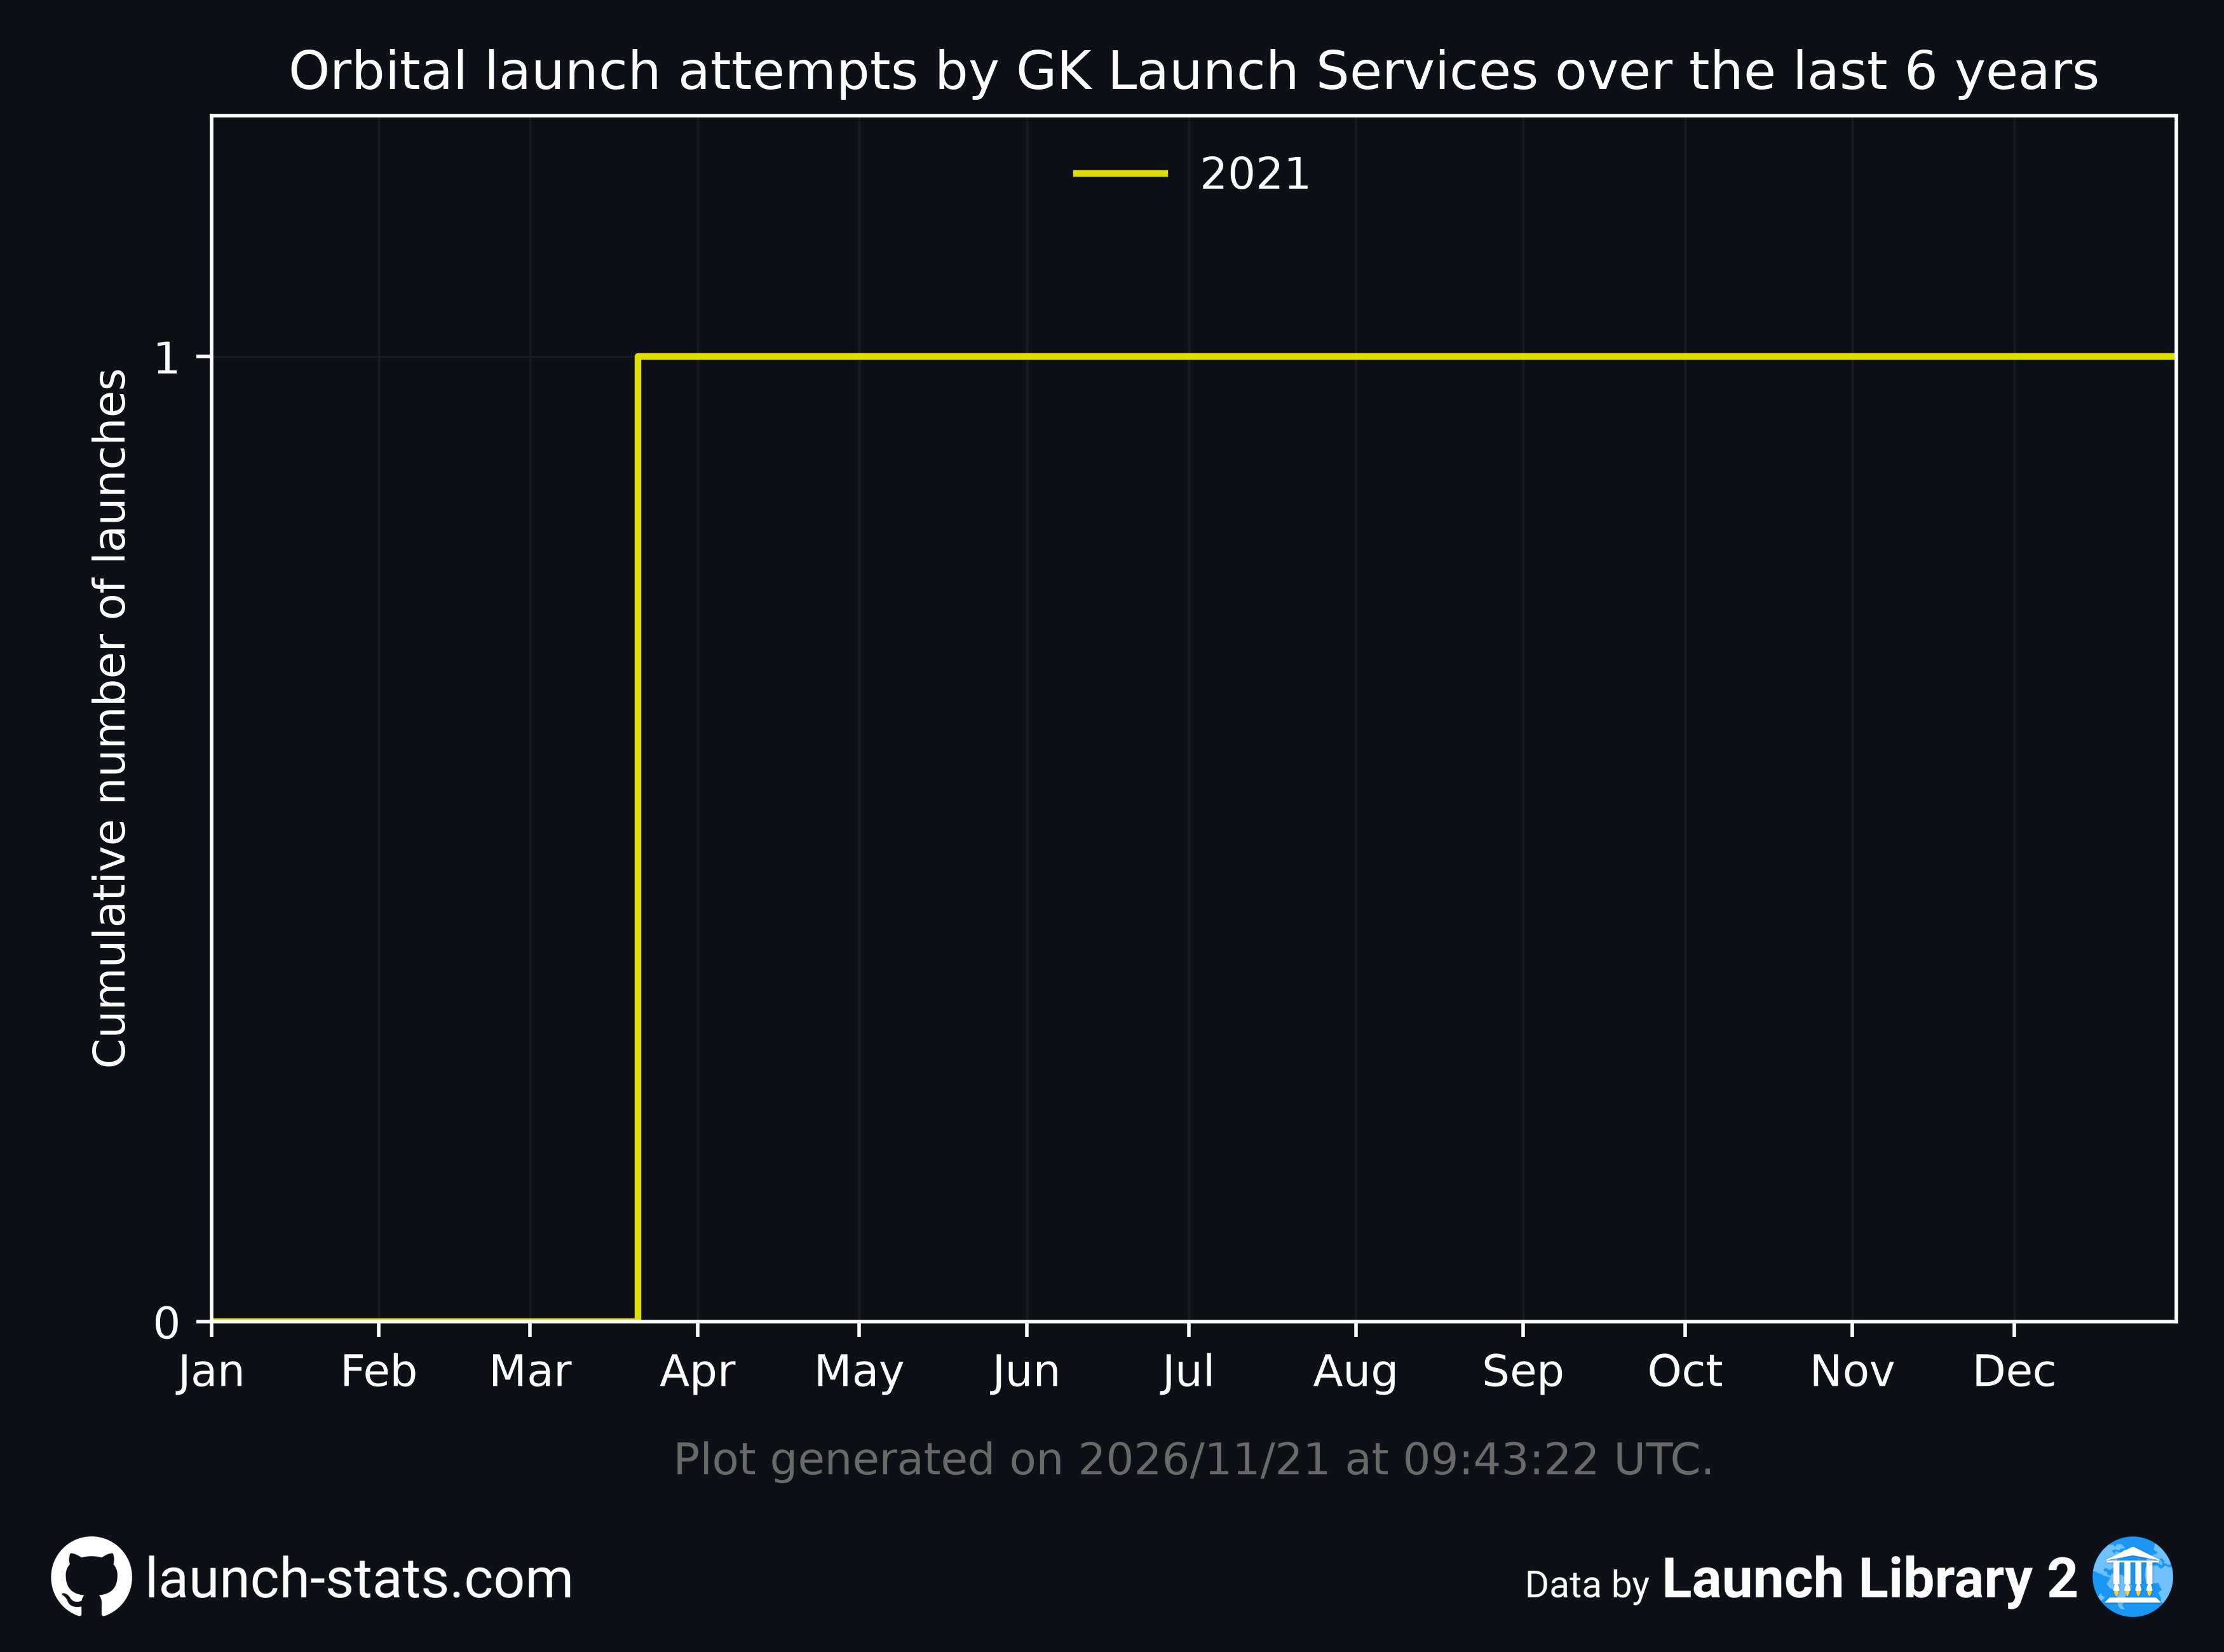 Orbital launch attempts by GK Launch Services over the last 6 years
2021
Cumulative number of launches
1
0
Jan Feb Mar Apr May Jun Jul Aug Sep Oct Nov Dec
Plot generated on 2026/11/21 at 09:43:22 UTC.
launch-stats.com
Data by Launch Library 2